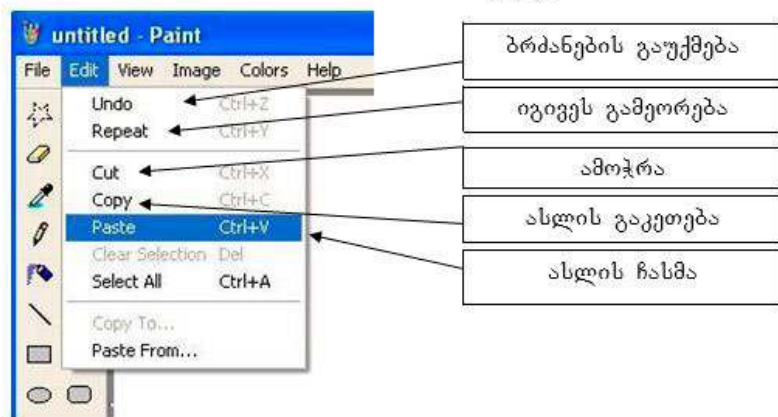 untitled - Paint
File Edit View Image Colors Help
Undo Ctrl+Z
Repeat Ctrl+Y
Cut Ctrl+X
Copy Ctrl+C
Paste Ctrl+V
Clear Selection Del
Select All Ctrl+A
Copy To...
Paste From...
ბრძანების გაუქმება
იგივეს გამეორება
ამოჭრა
ასლის გაკეთება
ასლის ჩასმა